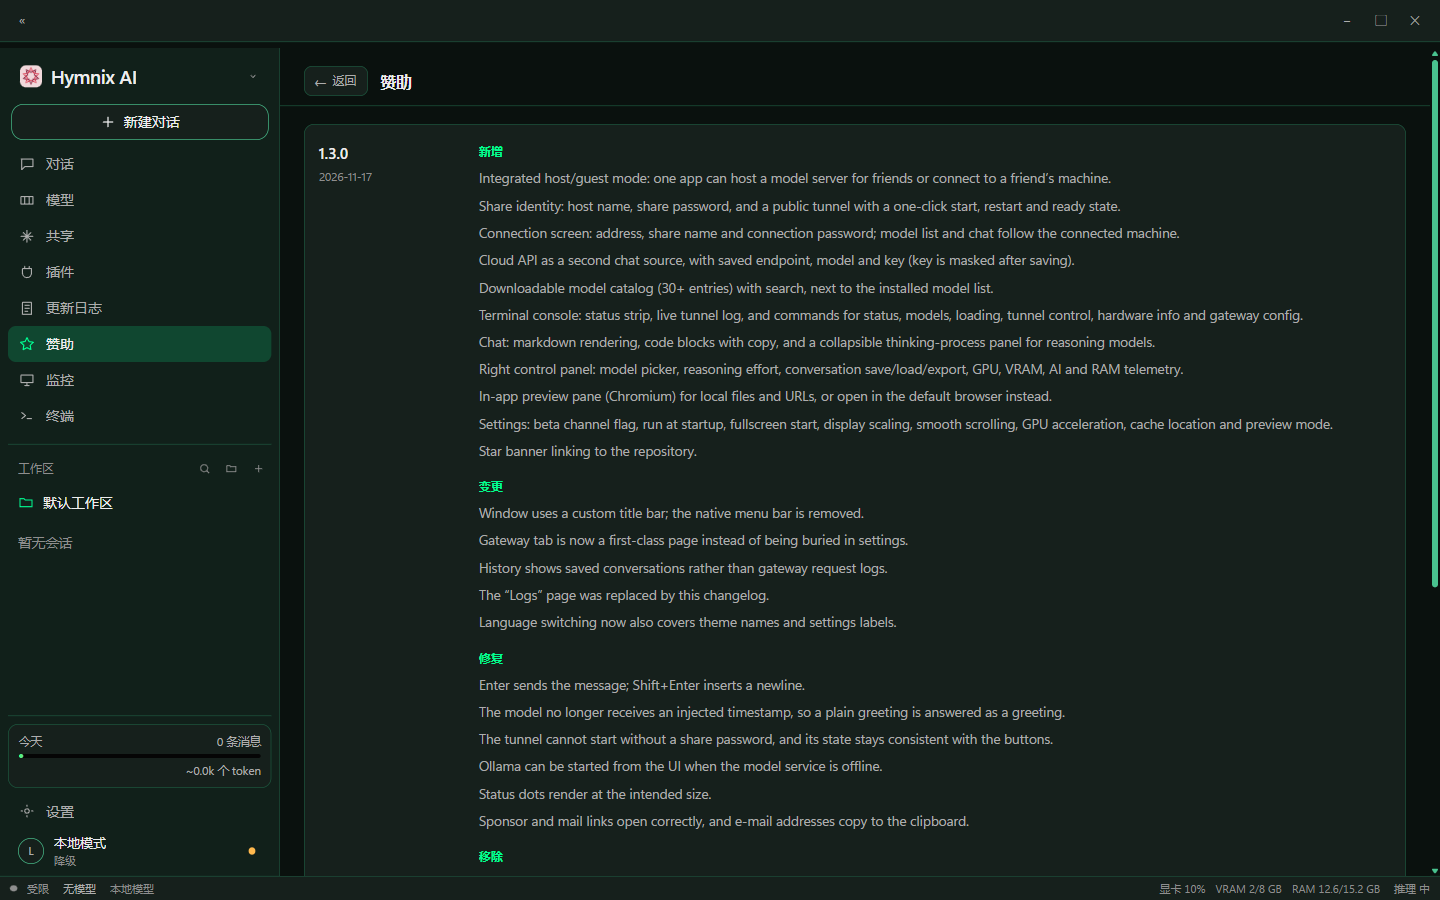 «
Hymnix AI
+ 新建对话
对话
模型
共享
插件
更新日志
赞助
监控
终端
工作区
默认工作区
暂无会话
今天 0 条消息
~0.0k 个 token
设置
L 本地模式
降级
← 返回 赞助
1.3.0
2026-11-17
新增
Integrated host/guest mode: one app can host a model server for friends or connect to a friend’s machine.
Share identity: host name, share password, and a public tunnel with a one-click start, restart and ready state.
Connection screen: address, share name and connection password; model list and chat follow the connected machine.
Cloud API as a second chat source, with saved endpoint, model and key (key is masked after saving).
Downloadable model catalog (30+ entries) with search, next to the installed model list.
Terminal console: status strip, live tunnel log, and commands for status, models, loading, tunnel control, hardware info and gateway config.
Chat: markdown rendering, code blocks with copy, and a collapsible thinking-process panel for reasoning models.
Right control panel: model picker, reasoning effort, conversation save/load/export, GPU, VRAM, AI and RAM telemetry.
In-app preview pane (Chromium) for local files and URLs, or open in the default browser instead.
Settings: beta channel flag, run at startup, fullscreen start, display scaling, smooth scrolling, GPU acceleration, cache location and preview mode.
Star banner linking to the repository.
变更
Window uses a custom title bar; the native menu bar is removed.
Gateway tab is now a first-class page instead of being buried in settings.
History shows saved conversations rather than gateway request logs.
The “Logs” page was replaced by this changelog.
Language switching now also covers theme names and settings labels.
修复
Enter sends the message; Shift+Enter inserts a newline.
The model no longer receives an injected timestamp, so a plain greeting is answered as a greeting.
The tunnel cannot start without a share password, and its state stays consistent with the buttons.
Ollama can be started from the UI when the model service is offline.
Status dots render at the intended size.
Sponsor and mail links open correctly, and e-mail addresses copy to the clipboard.
移除
受限 无模型 本地模型
显卡 10% VRAM 2/8 GB RAM 12.6/15.2 GB 推理 中